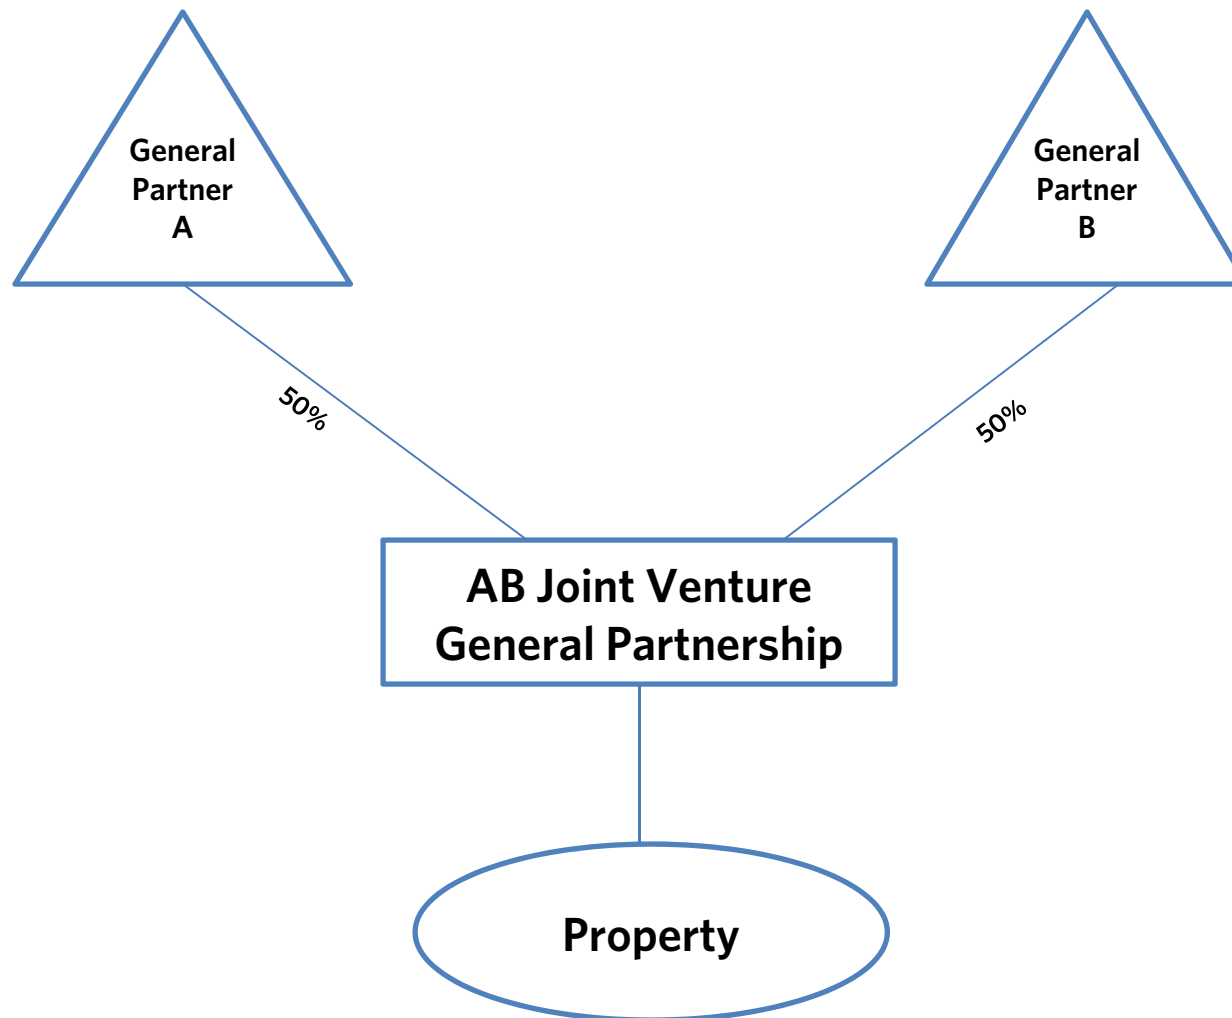 General
Partner
A
General
Partner
B
50%
50%
AB Joint Venture
General Partnership
Property